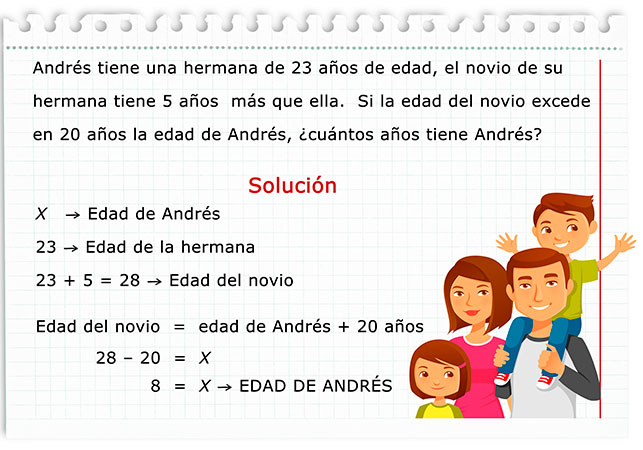 Andrés tiene una hermana de 23 años de edad, el novio de su
hermana tiene 5 años más que ella. Si la edad del novio excede
en 20 años la edad de Andrés, ¿cuántos años tiene Andrés?
Solución
X → Edad de Andrés
23 → Edad de la hermana
23 + 5 = 28 → Edad del novio
Edad del novio = edad de Andrés + 20 años
28 – 20 = X
8 = X → EDAD DE ANDRÉS